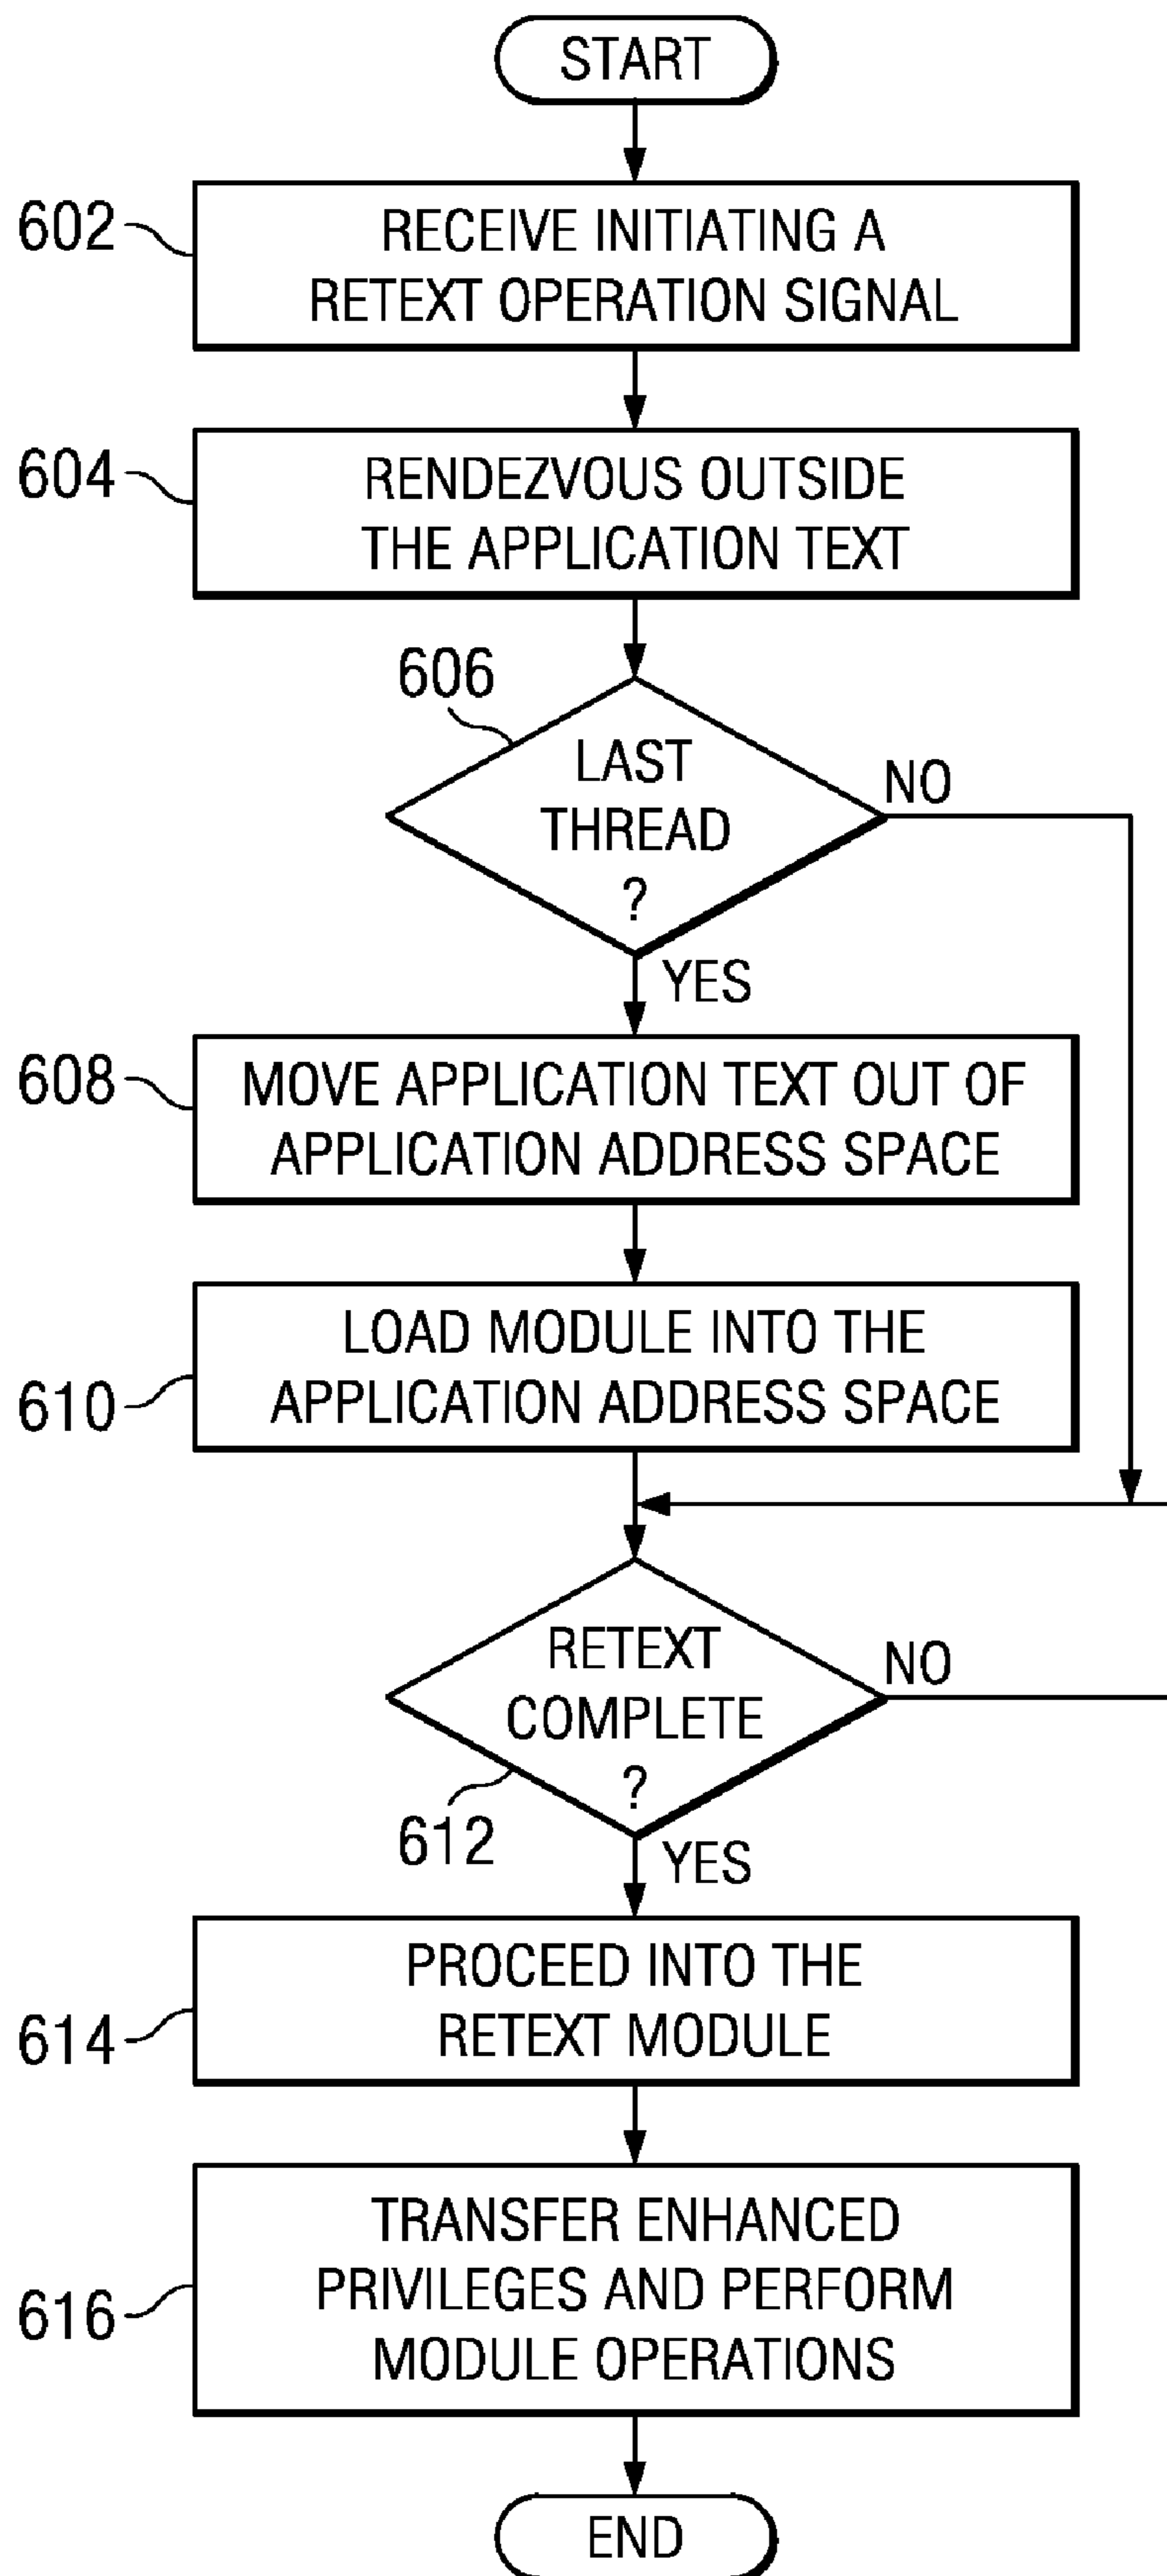 START
602
RECEIVE INITIATING A
RETEXT OPERATION SIGNAL
604
RENDEZVOUS OUTSIDE
THE APPLICATION TEXT
606
LAST
THREAD
?
NO
YES
608
MOVE APPLICATION TEXT OUT OF
APPLICATION ADDRESS SPACE
610
LOAD MODULE INTO THE
APPLICATION ADDRESS SPACE
RETEXT
COMPLETE
?
NO
612
YES
614
PROCEED INTO THE
RETEXT MODULE
616
TRANSFER ENHANCED
PRIVILEGES AND PERFORM
MODULE OPERATIONS
END